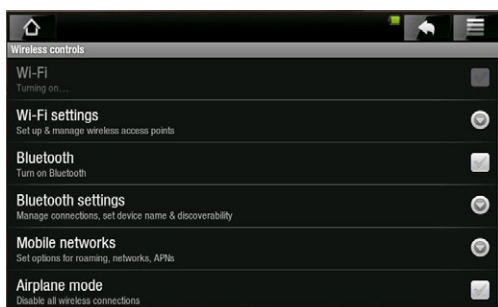 Wireless controls
Wi-Fi
Turning on...
Wi-Fi settings
Set up & manage wireless access points
Bluetooth
Turn on Bluetooth
Bluetooth settings
Manage connections, set device name & discoverability
Mobile networks
Set options for roaming, networks, APNs
Airplane mode
Disable all wireless connections